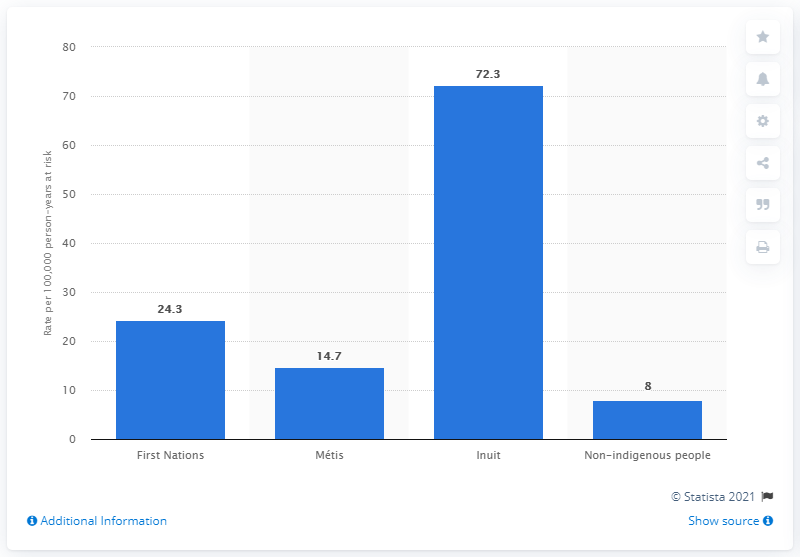 80
70
60
50
40
30
20
10
0
Rate per 100,000 person-years at risk
24.3
14.7
72.3
8
First Nations
Métis
Inuit
Non-indigenous people
© Statista 2021
Additional Information
Show source